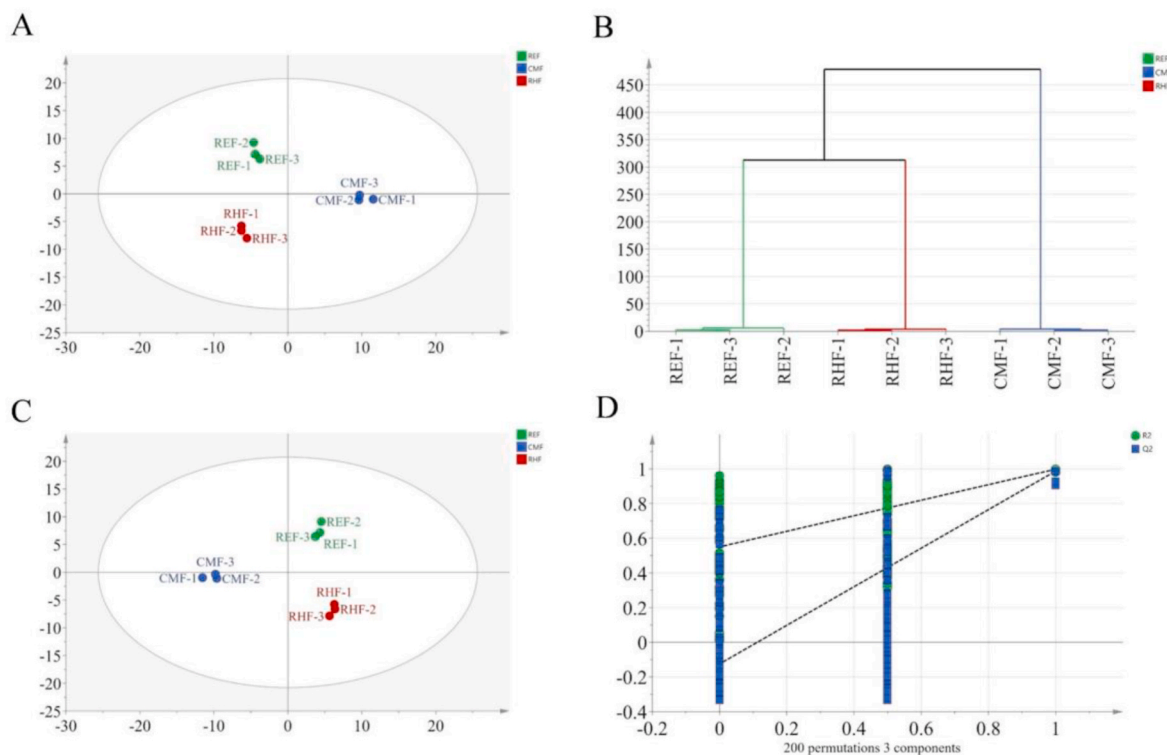 A
REF
CMF
RHF
20
15
10
5
0
-5
-10
-15
-20
-25
-30
-20
-10
0
10
20
REF-2
REF-1
REF-3
CMF-3
CMF-2
CMF-1
RHF-1
RHF-2
RHF-3
B
REF
CM
RH
450
400
350
300
250
200
150
100
50
0
REF-1
REF-3
REF-2
RHF-1
RHF-2
RHF-3
CMF-1
CMF-2
CMF-3
C
REF
CMF
RHF
20
15
10
5
0
-5
-10
-15
-20
-25
-30
-20
-10
0
10
20
REF-2
REF-3
REF-1
CMF-3
CMF-1
CMF-2
RHF-1
RHF-2
RHF-3
D
R2
Q2
1
0.8
0.6
0.4
0.2
0
-0.2
-0.4
-0.2
0
0.2
0.4
0.6
0.8
1
200 permutations 3 components